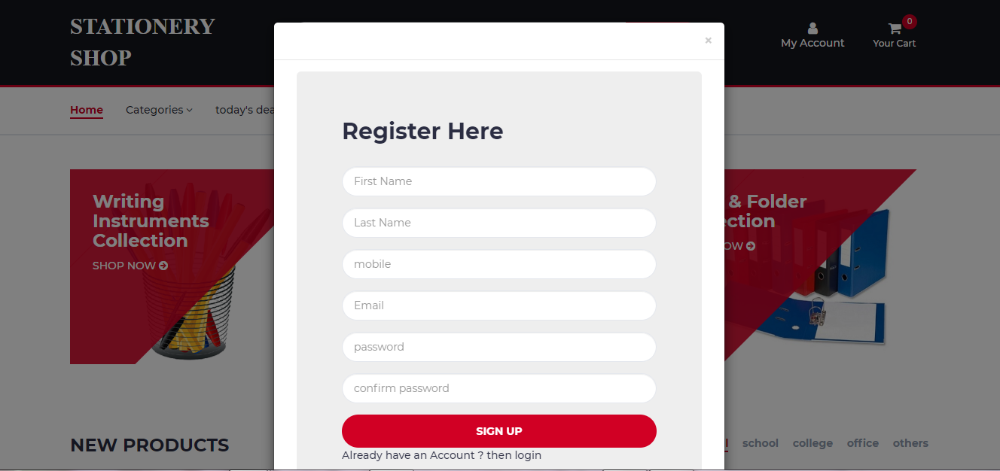 STATIONERY
SHOP
×
My Account
0
Your Cart
Home
Categories
today's dea
Register Here
First Name
Last Name
mobile
Email
password
confirm password
SIGN UP
Already have an Account ? then login
Writing
Instruments
Collection
SHOP NOW
& Folder
ection
OW
NEW PRODUCTS
school
college
office
others